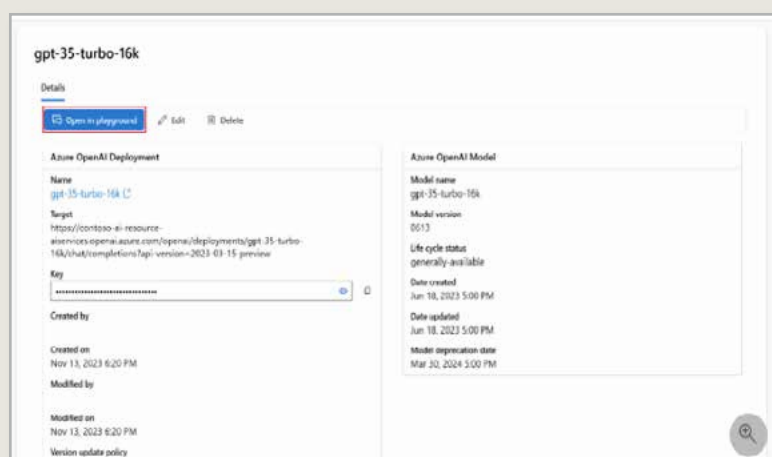 gpt-35-turbo-16k
Details
Open in playground
Edit
Delete
Azure OpenAI Deployment
Name
gpt-35-turbo-16k
Target
https://contoso-ai-resource-
aiservices.openai.azure.com/openai/deployments/gpt-35-turbo-
16k/chat/completions?api-version=2023-03-15-preview
Key
••••••••••••••••••••••••••••••••
Created by
Created on
Nov 13, 2023 6:20 PM
Modified by
Modified on
Nov 13, 2023 6:20 PM
Version update policy
Azure OpenAI Model
Model name
gpt-35-turbo-16k
Model version
0613
Life cycle status
generally-available
Date created
Jun 18, 2023 5:00 PM
Date updated
Jun 18, 2023 5:00 PM
Model deprecation date
Mar 30, 2024 5:00 PM